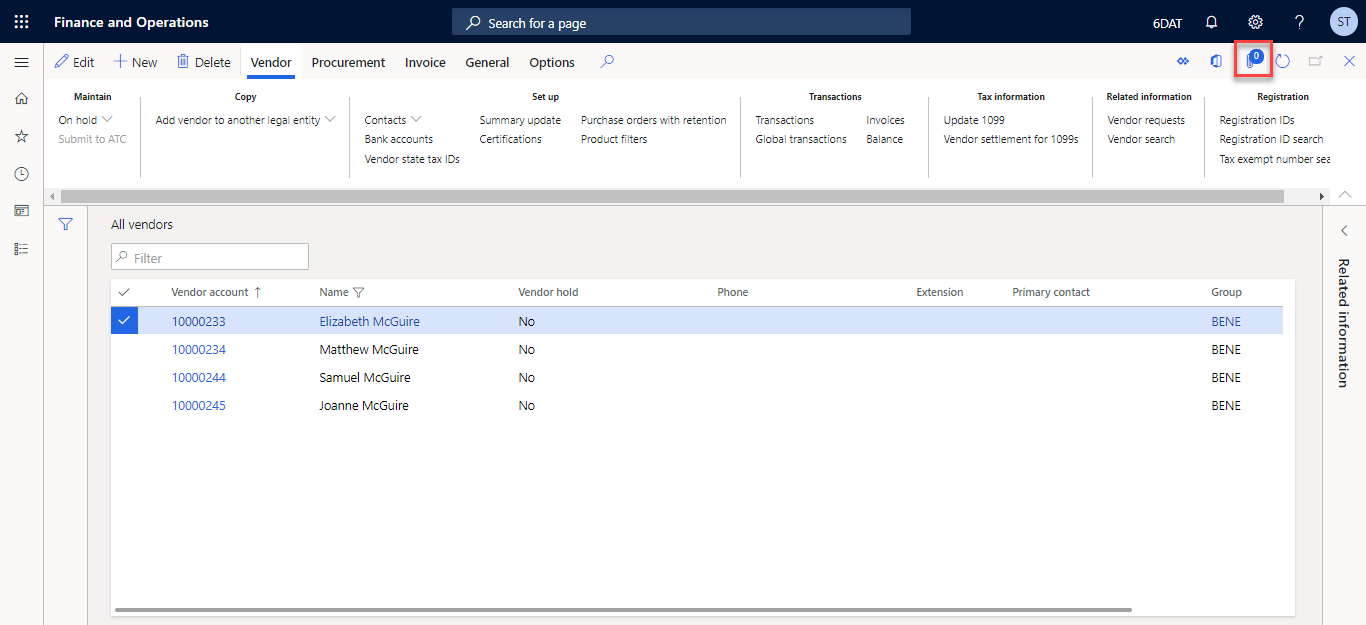 Finance and Operations Search for a page 6DAT ? ST
Edit New Delete Vendor Procurement Invoice General Options 0
Maintain Copy Set up Transactions Tax information Related information Registration
On hold Add vendor to another legal entity Contacts Summary update Purchase orders with retention Transactions Invoices Update 1099 Vendor requests Registration IDs
Submit to ATC Bank accounts Certifications Product filters Global transactions Balance Vendor settlement for 1099s Vendor search Registration ID search
Vendor state tax IDs Tax exempt number sea
All vendors
Filter
Vendor account Name Vendor hold Phone Extension Primary contact Group
10000233 Elizabeth McGuire No BENE
10000234 Matthew McGuire No BENE
10000244 Samuel McGuire No BENE
10000245 Joanne McGuire No BENE
Related information